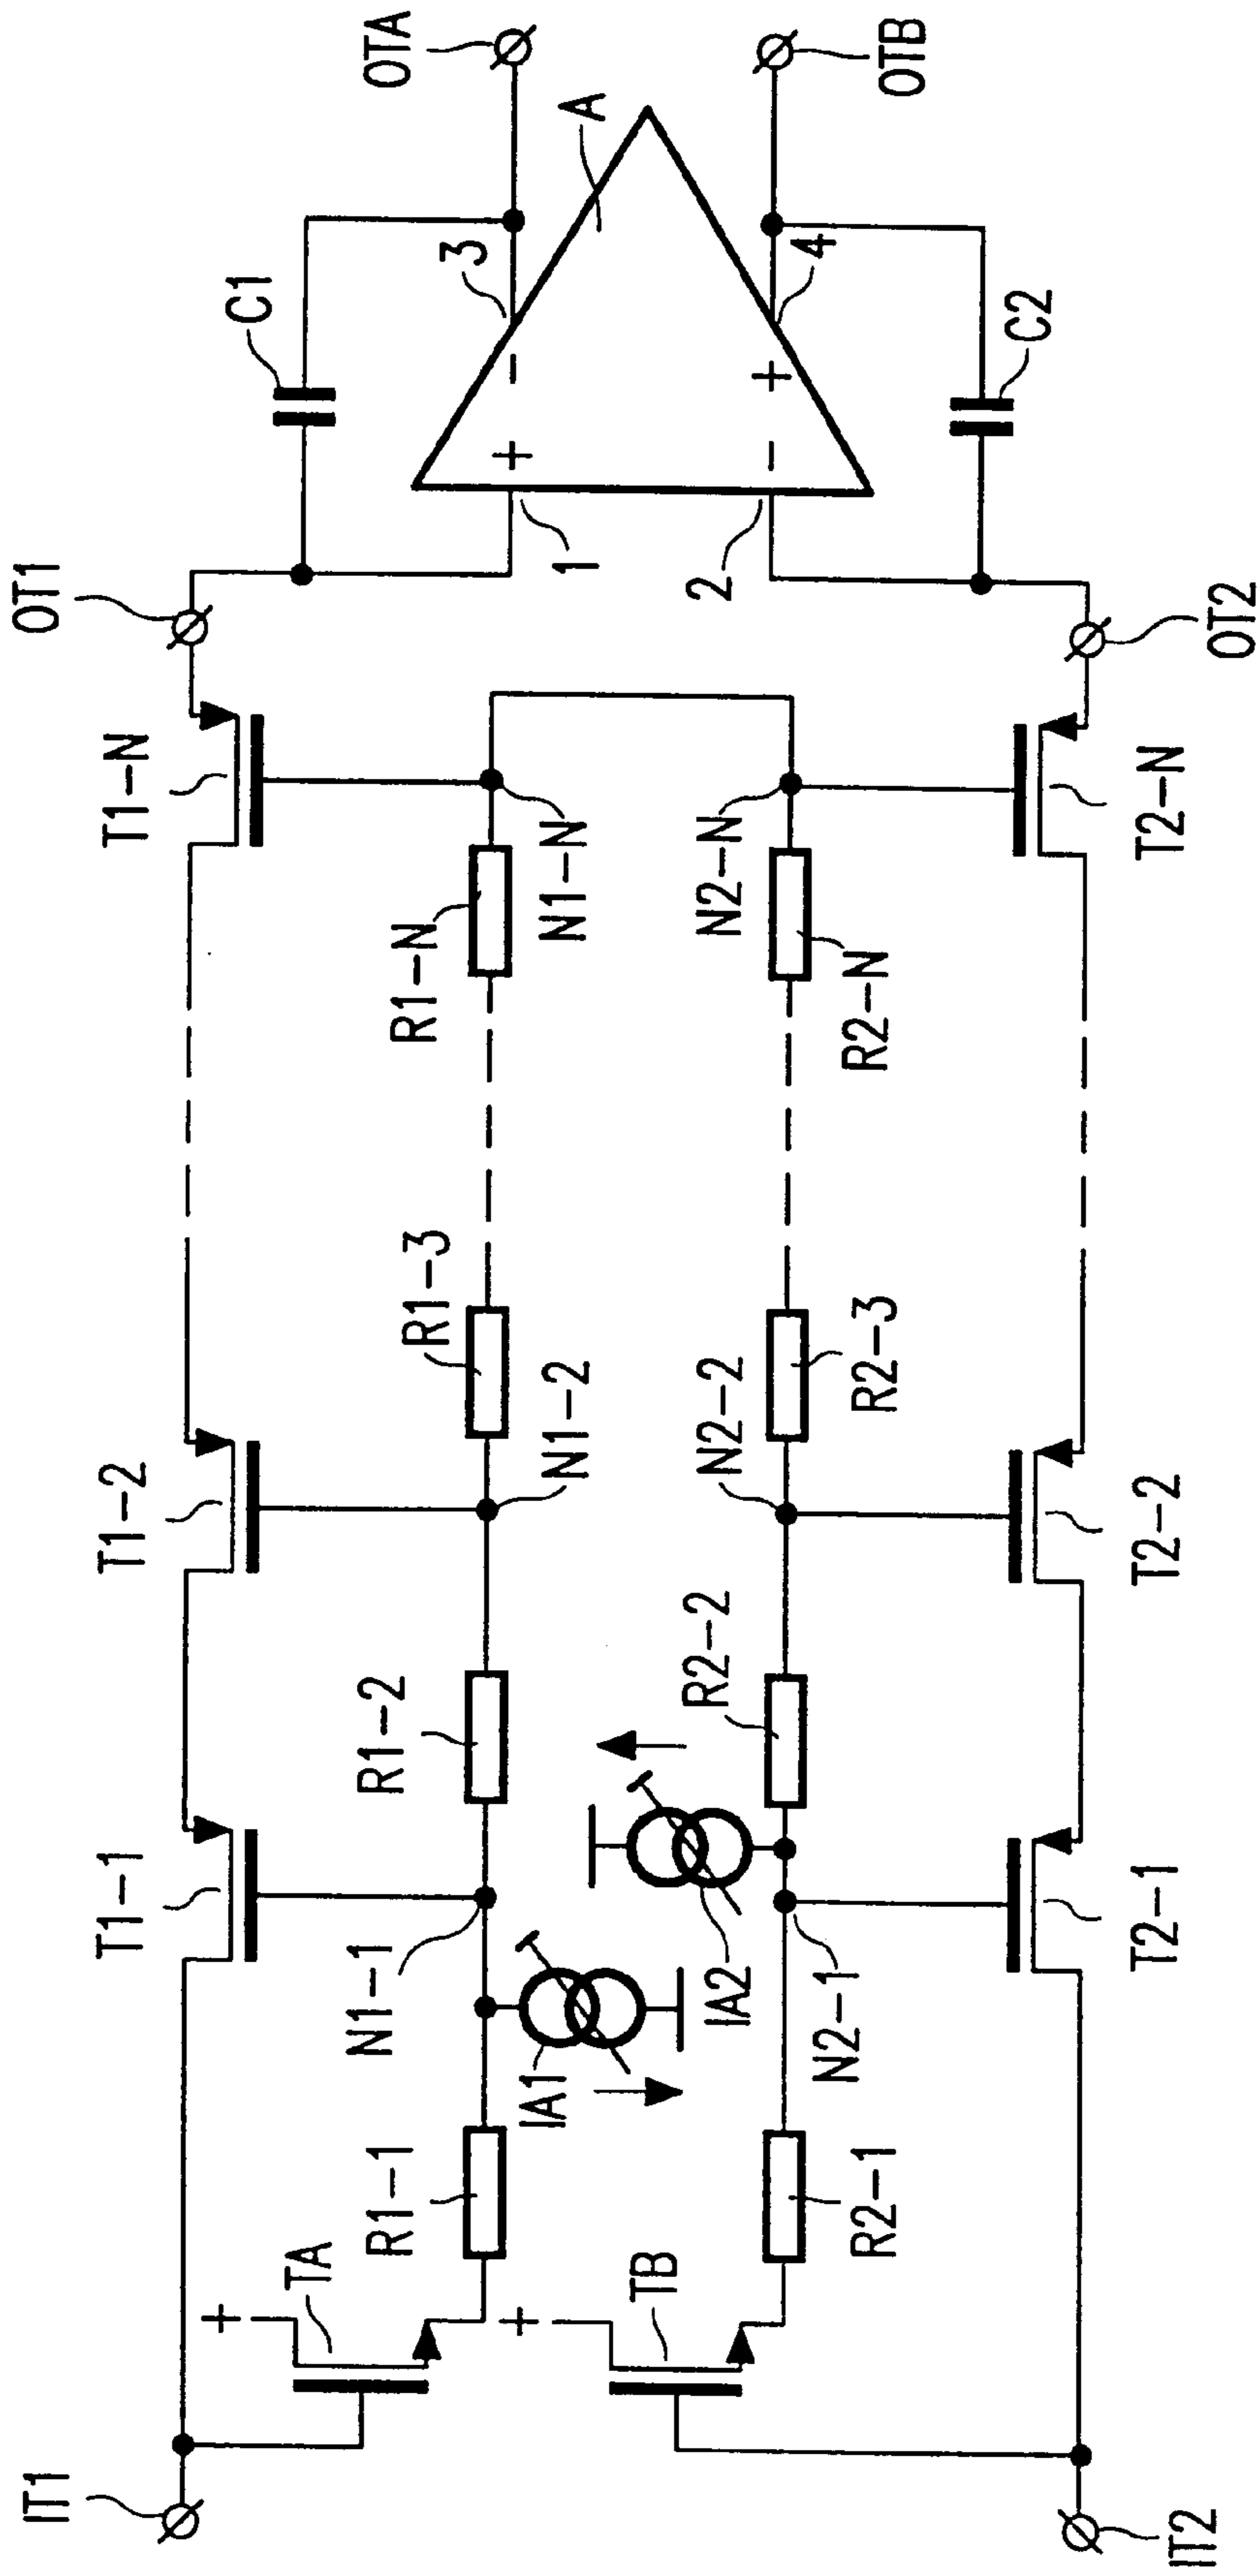 IT1
OT1
T1-1
T1-2
T1-N
C1
OTA
TA
+
R1-1
N1-1
IA1
R1-2
N1-2
R1-3
R1-N
N1-N
1
+
-
3
A
TB
+
R2-1
N2-1
IA2
R2-2
N2-2
R2-3
N2-N
R2-N
2
-
+
4
OTB
C2
IT2
T2-1
T2-2
T2-N
OT2